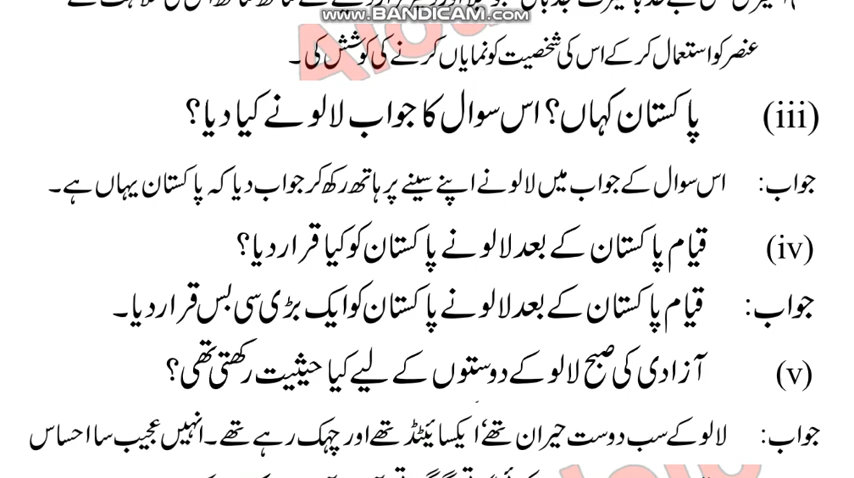 www.BANDICAM.com
عنصر کو استعمال کر کے اس کی شخصیت کو نمایاں کرنے کی کوشش کی۔
(iii) پاکستان کہاں؟ اس سوال کا جواب لالو نے کیا دیا؟
جواب: اس سوال کے جواب میں لالو نے اپنے سینے پر ہاتھ رکھ کر جواب دیا کہ پاکستان یہاں ہے۔
(iv) قیام پاکستان کے بعد لالو نے پاکستان کو کیا قرار دیا؟
جواب: قیام پاکستان کے بعد لالو نے پاکستان کو ایک بڑی سی بس قرار دیا۔
(v) آزادی کی صبح لالو کے دوستوں کے لیے کیا حیثیت رکھتی تھی؟
جواب: لالو کے سب دوست حیران تھے، ایکسائیٹڈ تھے اور چہک رہے تھے۔ انہیں عجیب سا احساس